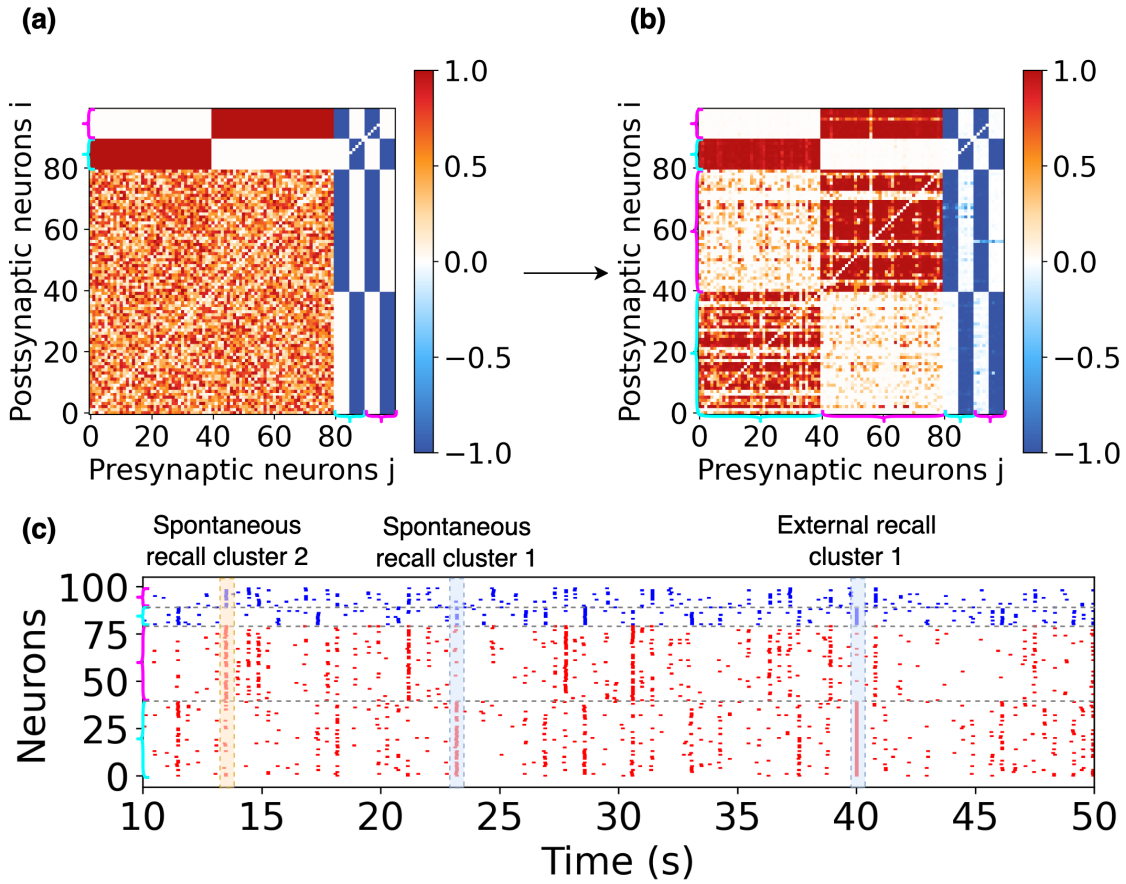 (a)
(b)
Postsynaptic neurons i
80
60
40
20
0
0 20 40 60 80
Presynaptic neurons j
1.0
0.5
0.0
−0.5
−1.0
Postsynaptic neurons i
80
60
40
20
0
0 20 40 60 80
Presynaptic neurons j
1.0
0.5
0.0
−0.5
−1.0
(c)
Spontaneous
recall cluster 2
Spontaneous
recall cluster 1
External recall
cluster 1
Neurons
100
75
50
25
0
10 15 20 25 30 35 40 45 50
Time (s)